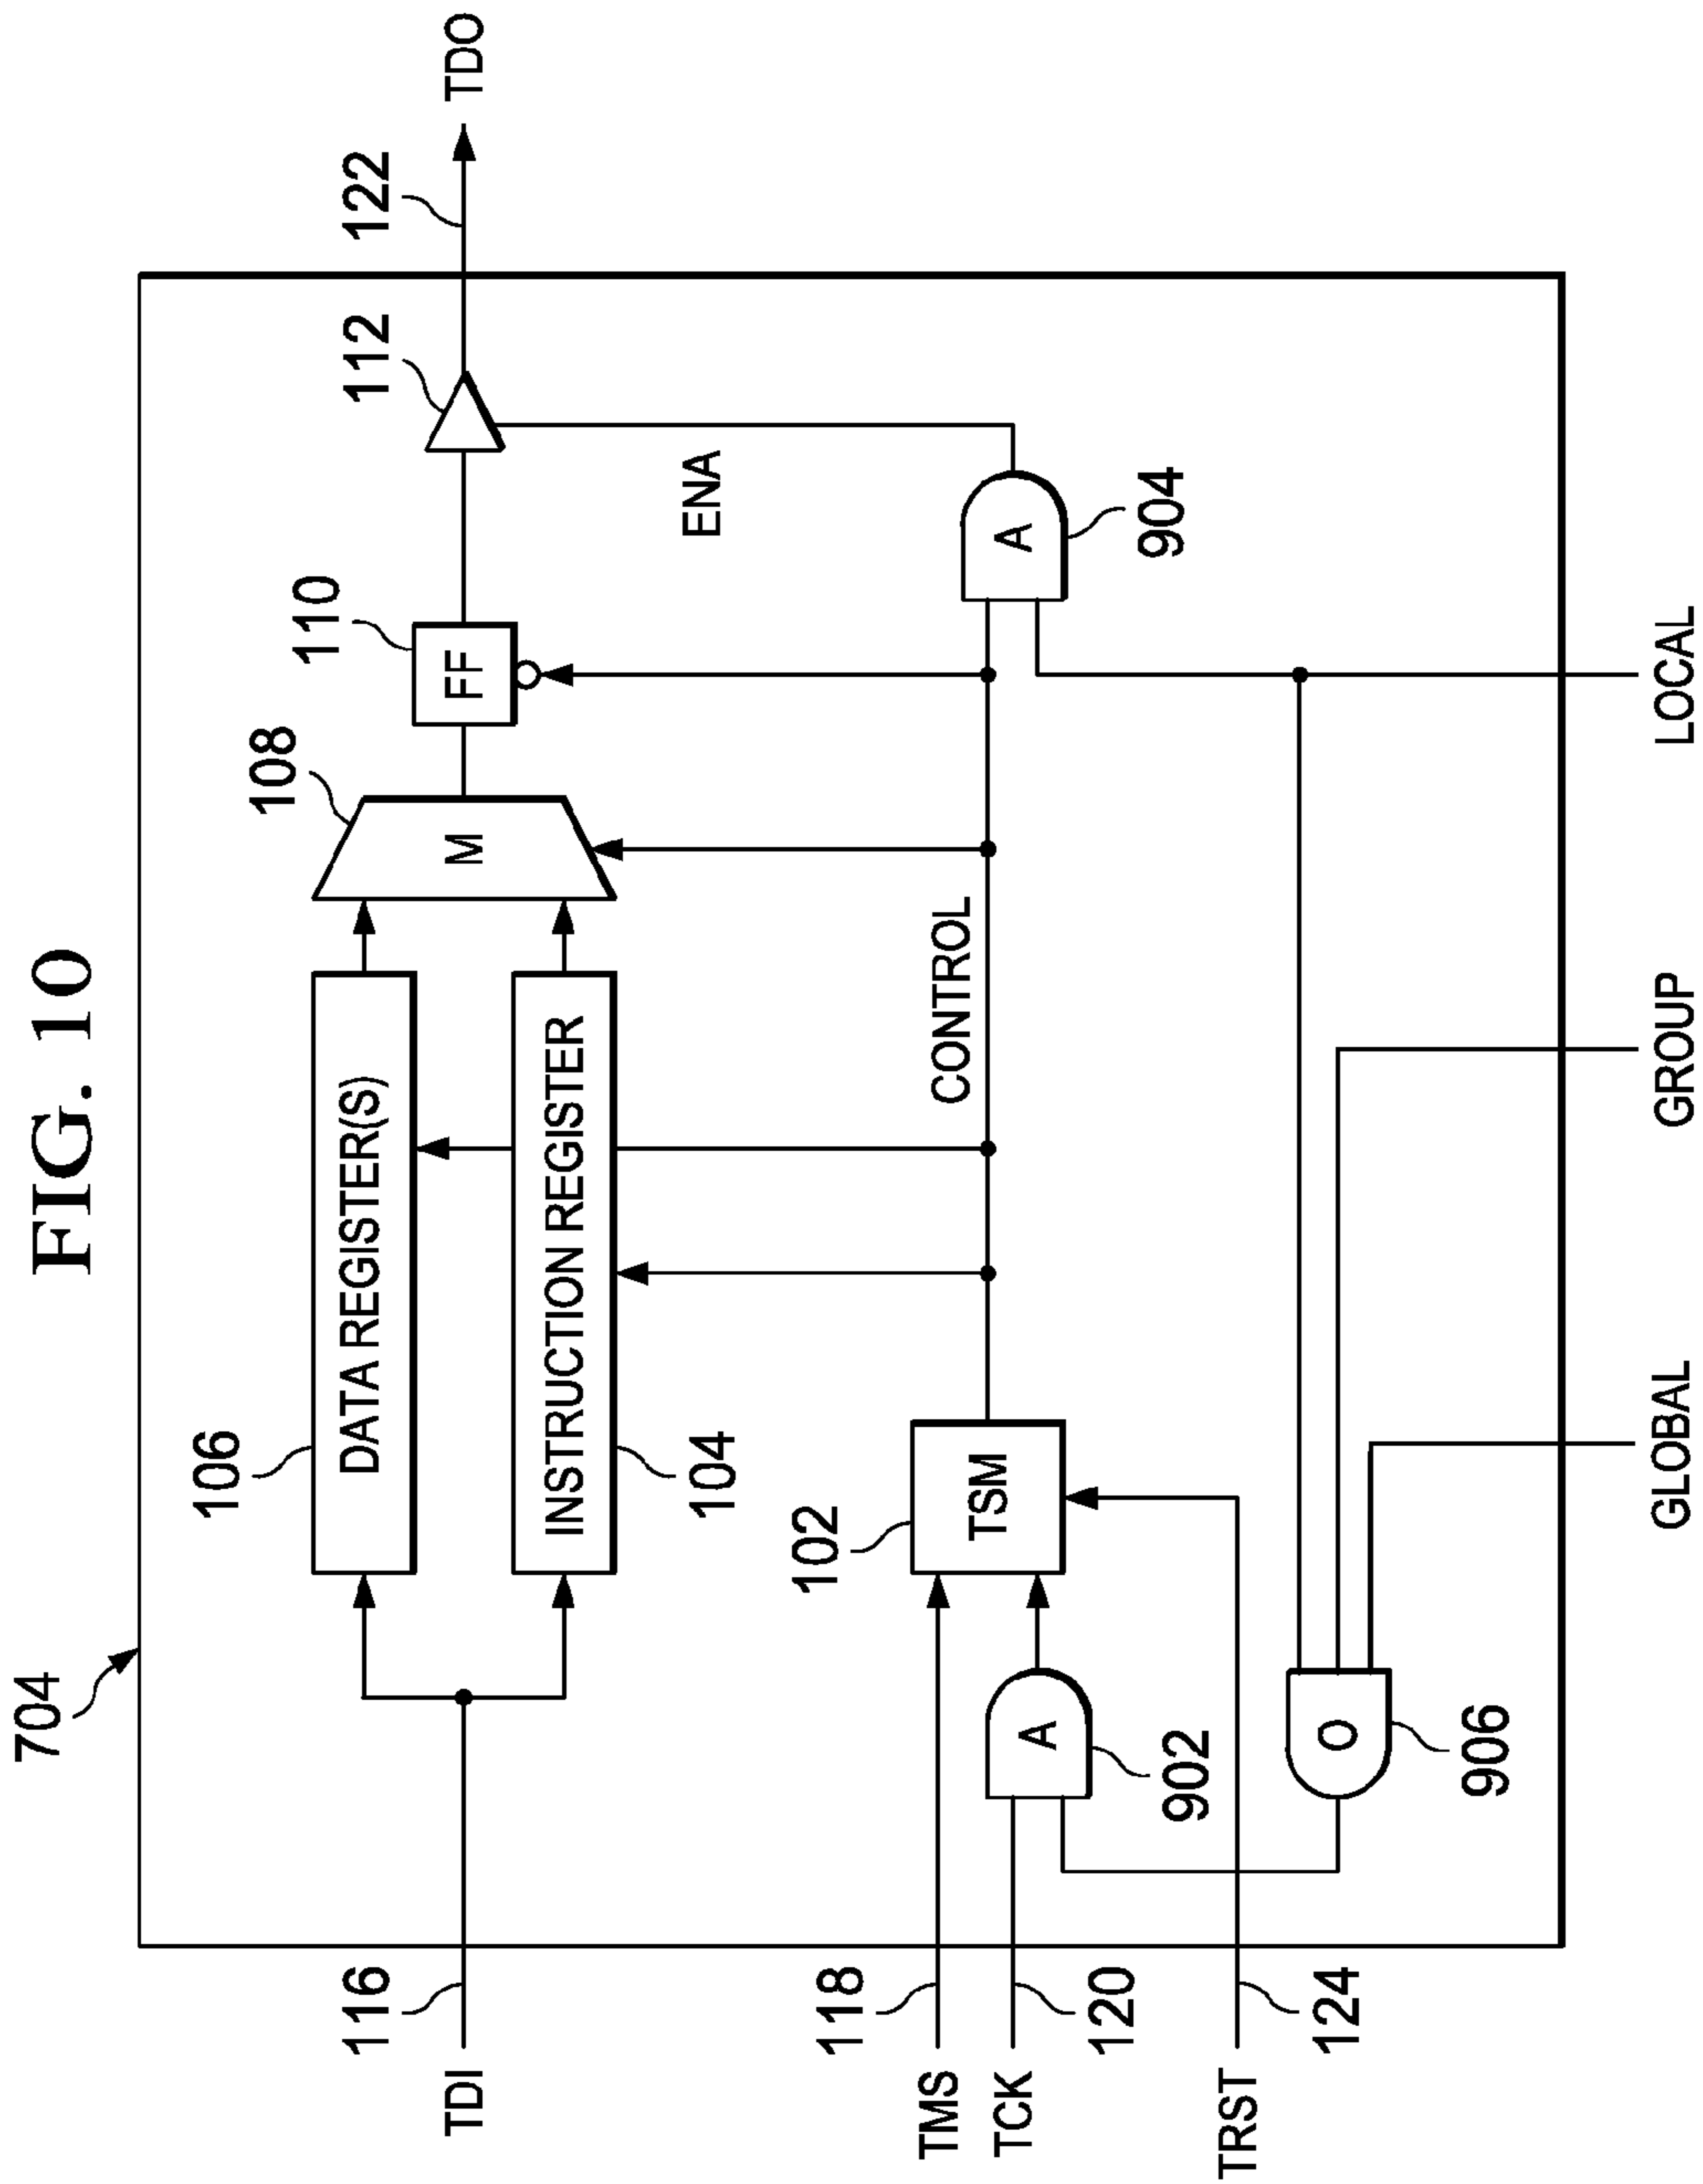 FIG. 10
704
106
DATA REGISTER(S)
108
M
110
FF
112
122
TDO
116
TDI
INSTRUCTION REGISTER
104
ENA
CONTROL
102
TSM
A
904
118
TMS
TCK
120
A
902
TRST
124
O
906
GLOBAL
GROUP
LOCAL